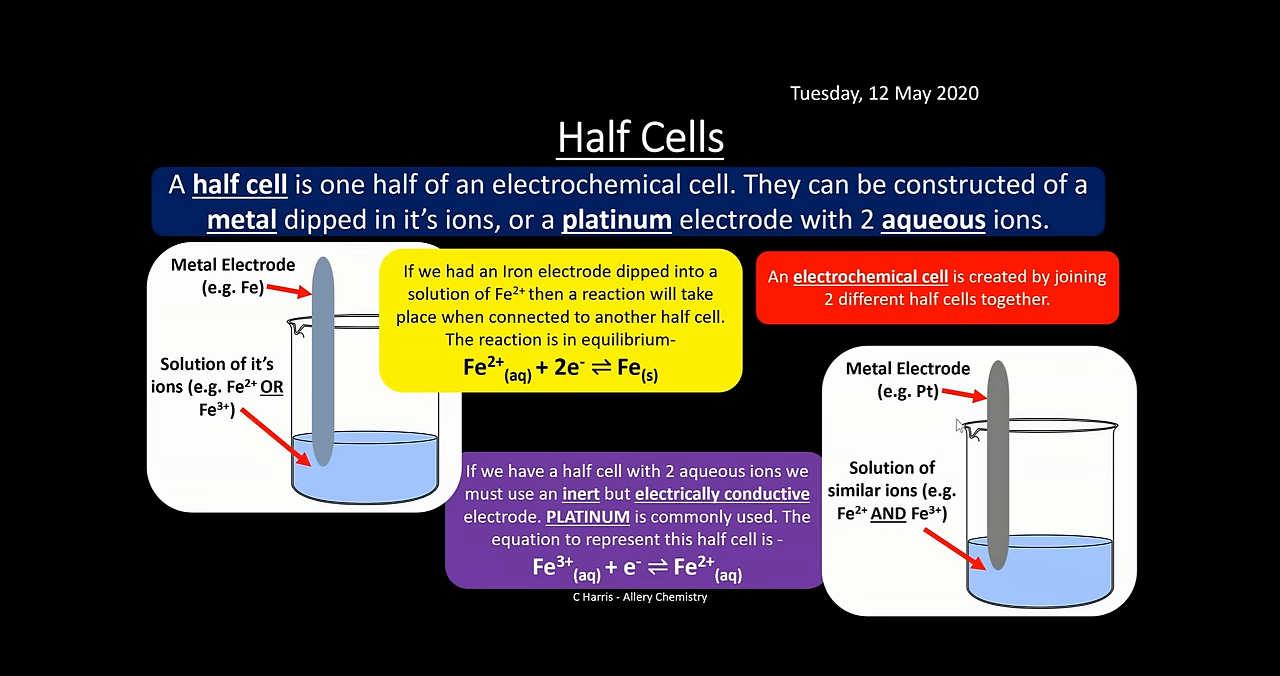 Tuesday, 12 May 2020
Half Cells
A half cell is one half of an electrochemical cell. They can be constructed of a
metal dipped in it's ions, or a platinum electrode with 2 aqueous ions.
Metal Electrode
(e.g. Fe)
Solution of it's
ions (e.g. Fe²⁺ OR
Fe³⁺)
If we had an Iron electrode dipped into a
solution of Fe²⁺ then a reaction will take
place when connected to another half cell.
The reaction is in equilibrium-
Fe²⁺(aq) + 2e⁻ ⇌ Fe(s)
An electrochemical cell is created by joining
2 different half cells together.
If we have a half cell with 2 aqueous ions we
must use an inert but electrically conductive
electrode. PLATINUM is commonly used. The
equation to represent this half cell is -
Fe³⁺(aq) + e⁻ ⇌ Fe²⁺(aq)
Metal Electrode
(e.g. Pt)
Solution of
similar ions (e.g.
Fe²⁺ AND Fe³⁺)
C Harris - Allery Chemistry